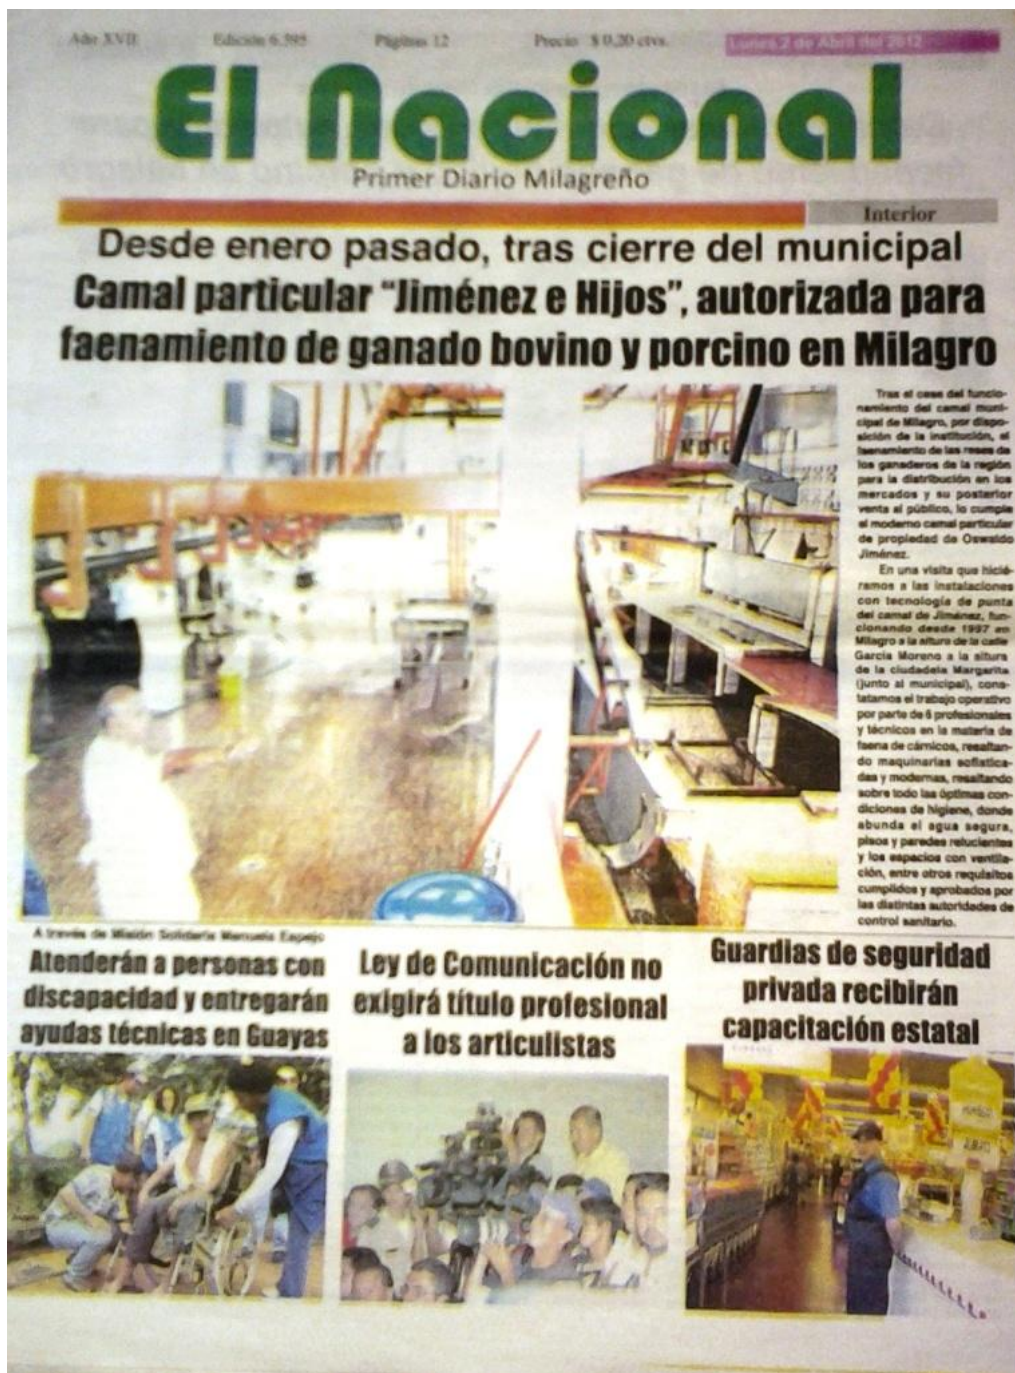 Año XVII Edición 6.595 Páginas 12 Precio $ 0,20 ctvs. Lunes 2 de Abril del 2012
El Nacional
Primer Diario Milagreño
Interior
Desde enero pasado, tras cierre del municipal
Camal particular “Jiménez e Hijos”, autorizada para
faenamiento de ganado bovino y porcino en Milagro
Tras el cese del funcio-
namiento del camal muni-
cipal de Milagro, por dispo-
sición de la institución, el
faenamiento de las reses de
los ganaderos de la región
para la distribución en los
mercados y su posterior
venta al público, lo cumple
el moderno camal particular
de propiedad de Oswaldo
Jiménez.
En una visita que hicié-
ramos a las instalaciones
con tecnología de punta
del camal de Jiménez, fun-
cionando desde 1997 en
Milagro a la altura de la calle
García Moreno a la altura
de la ciudadela Margarita
(junto al municipal), cons-
tatamos el trabajo operativo
por parte de 6 profesionales
y técnicos en la materia de
faena de cárnicos, resaltan-
do maquinarias sofistica-
das y modernas, resaltando
sobre todo las óptimas con-
diciones de higiene, donde
abunda el agua segura,
pisos y paredes relucientes
y los espacios con ventila-
ción, entre otros requisitos
cumplidos y aprobados por
las distintas autoridades de
control sanitario.
A través de Misión Solidaria Manuela Espejo
Atenderán a personas con
discapacidad y entregarán
ayudas técnicas en Guayas
Ley de Comunicación no
exigirá título profesional
a los articulistas
Guardias de seguridad
privada recibirán
capacitación estatal